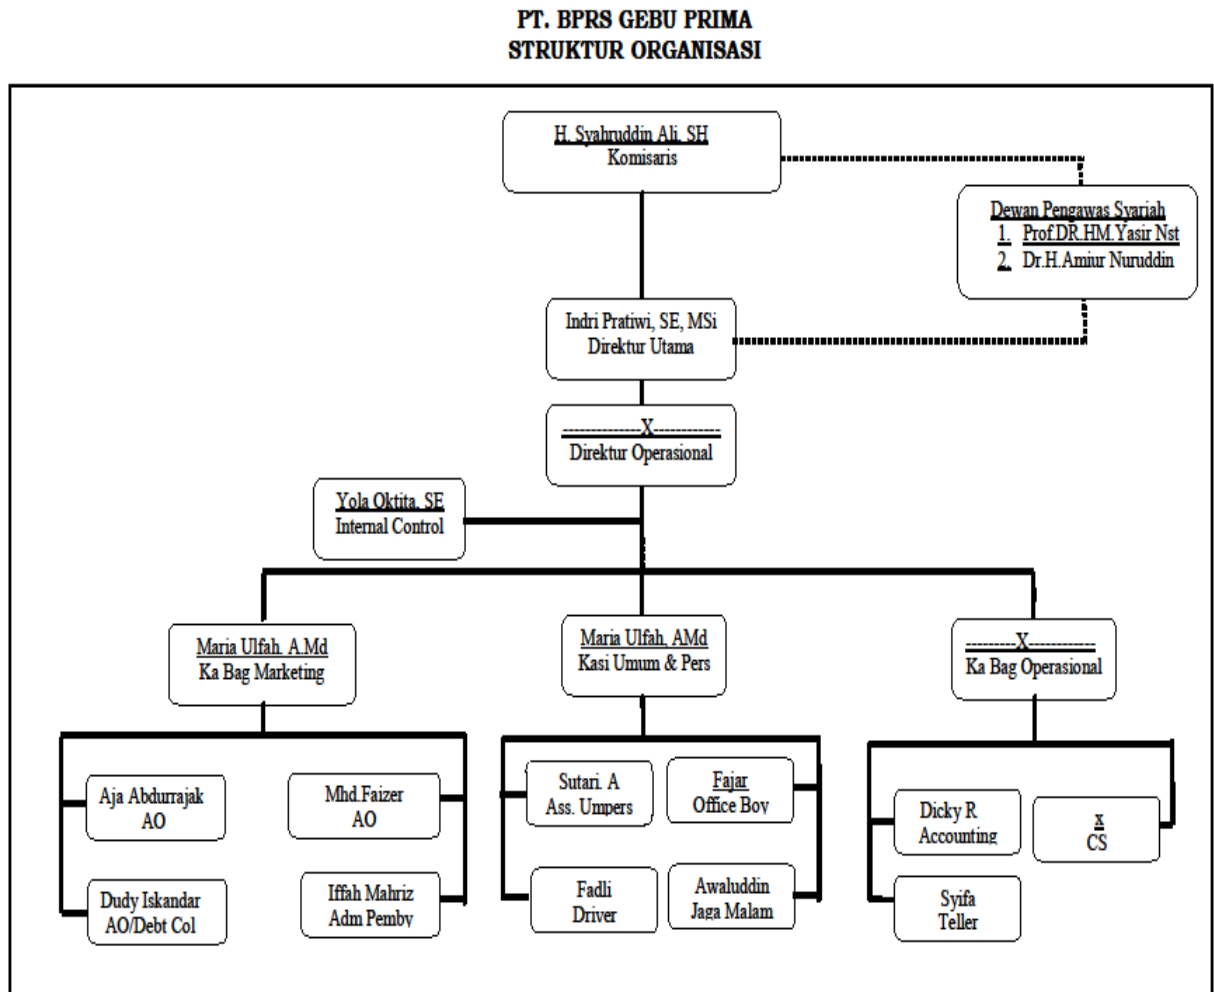 PT. BPRS GEBU PRIMA
STRUKTUR ORGANISASI
H. Syahruddin Ali, SH
Komisaris
Dewan Pengawas Syariah
1. Prof.DR.HM.Yasir Nst
2. Dr.H.Amiur Nuruddin
Indri Pratiwi, SE, MSi
Direktur Utama
---------------X-------------
Direktur Operasional
Yola Oktita, SE
Internal Control
Maria Ulfah. A.Md
Ka Bag Marketing
Maria Ulfah, AMd
Kasi Umum & Pers
---------X------------
Ka Bag Operasional
Aja Abdurrajak
AO
Mhd.Faizer
AO
Dudy Iskandar
AO/Debt Col
Iffah Mahriz
Adm Pemby
Sutari. A
Ass. Umpers
Fajar
Office Boy
Fadli
Driver
Awaluddin
Jaga Malam
Dicky R
Accounting
x
CS
Syifa
Teller